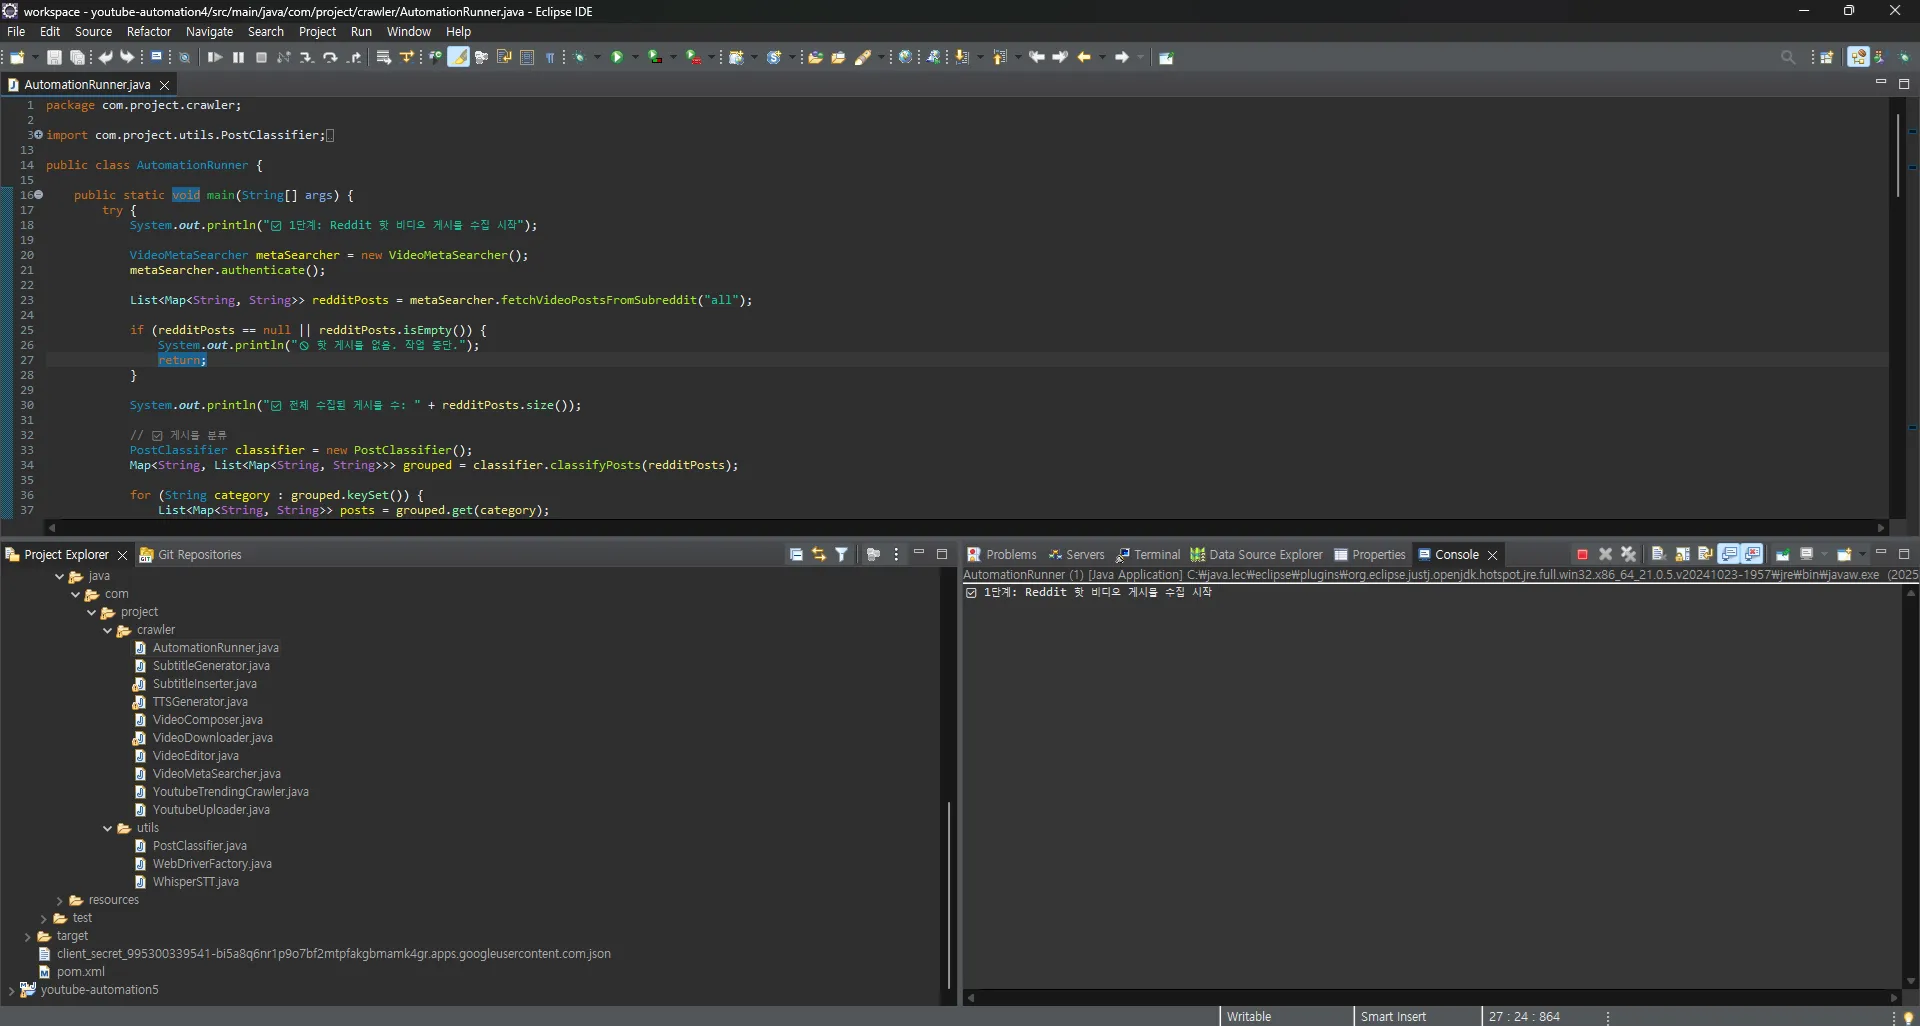 workspace - youtube-automation4/src/main/java/com/project/crawler/AutomationRunner.java - Eclipse IDE
File Edit Source Refactor Navigate Search Project Run Window Help
AutomationRunner.java
1 package com.project.crawler;
2
3 import com.project.utils.PostClassifier;
13
14 public class AutomationRunner {
15
16 public static void main(String[] args) {
17 try {
18 System.out.println("☑ 1단계: Reddit 핫 비디오 게시물 수집 시작");
19
20 VideoMetaSearcher metaSearcher = new VideoMetaSearcher();
21 metaSearcher.authenticate();
22
23 List<Map<String, String>> redditPosts = metaSearcher.fetchVideoPostsFromSubreddit("all");
24
25 if (redditPosts == null || redditPosts.isEmpty()) {
26 System.out.println("🚫 핫 게시물 없음. 작업 중단.");
27 return;
28 }
29
30 System.out.println("☑ 전체 수집된 게시물 수: " + redditPosts.size());
31
32 // ☑ 게시물 분류
33 PostClassifier classifier = new PostClassifier();
34 Map<String, List<Map<String, String>>> grouped = classifier.classifyPosts(redditPosts);
35
36 for (String category : grouped.keySet()) {
37 List<Map<String, String>> posts = grouped.get(category);
Project Explorer Git Repositories
java
com
project
crawler
AutomationRunner.java
SubtitleGenerator.java
SubtitleInserter.java
TTSGenerator.java
VideoComposer.java
VideoDownloader.java
VideoEditor.java
VideoMetaSearcher.java
YoutubeTrendingCrawler.java
YoutubeUploader.java
utils
PostClassifier.java
WebDriverFactory.java
WhisperSTT.java
resources
test
target
client_secret_995300339541-bi5a8q6nr1p9o7bf2mtpfakgbmamk4gr.apps.googleusercontent.com.json
pom.xml
youtube-automation5
Problems Servers Terminal Data Source Explorer Properties Console
AutomationRunner (1) [Java Application] C:₩java.lec₩eclipse₩plugins₩org.eclipse.justj.openjdk.hotspot.jre.full.win32.x86_64_21.0.5.v20241023-1957₩jre₩bin₩javaw.exe (2025
☑ 1단계: Reddit 핫 비디오 게시물 수집 시작
Writable Smart Insert 27 : 24 : 864